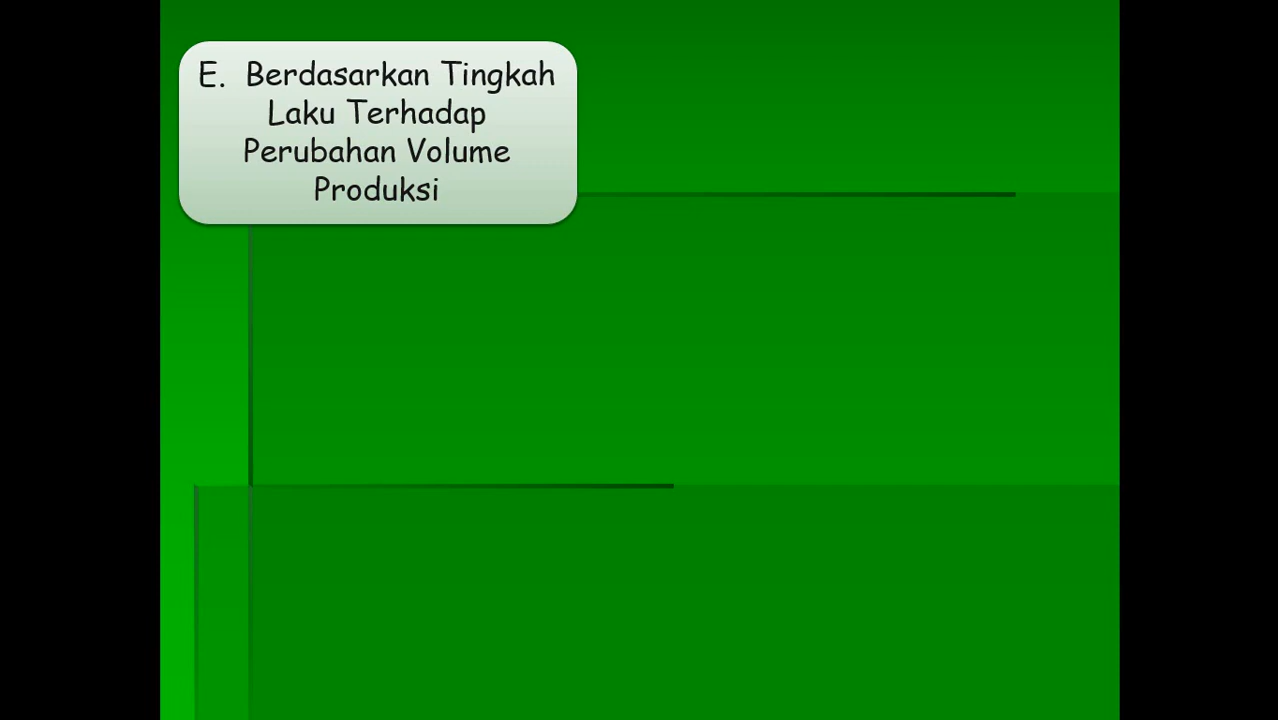 E. Berdasarkan Tingkah
Laku Terhadap
Perubahan Volume
Produksi